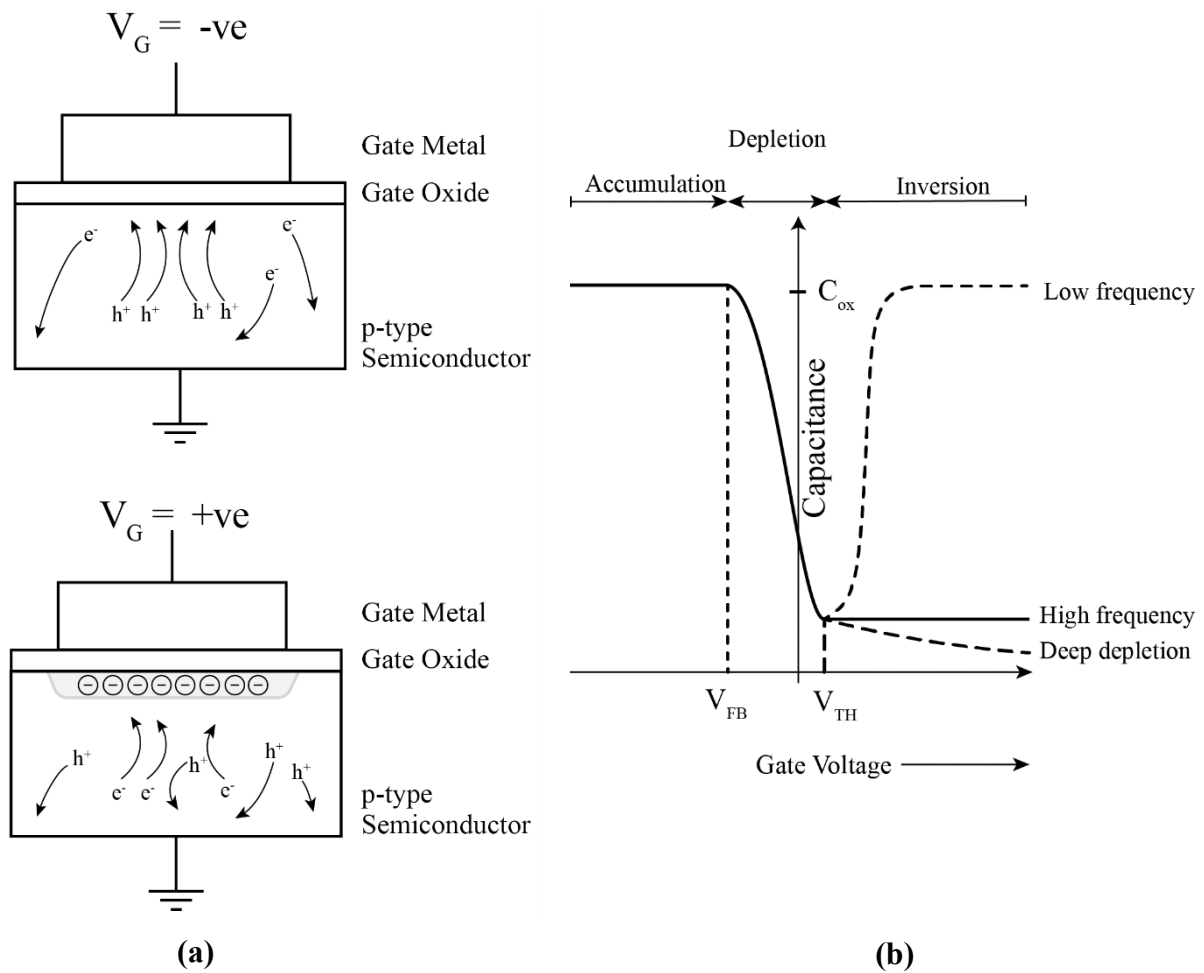 V_G = -ve
Gate Metal
Gate Oxide
e⁻
e⁻
e⁻
h⁺ h⁺ h⁺ h⁺
p-type
Semiconductor
V_G = +ve
Gate Metal
Gate Oxide
− − − − − − − −
h⁺ h⁺ h⁺ h⁺
e⁻ e⁻ e⁻
p-type
Semiconductor
(a)
Depletion
Accumulation
Inversion
C_ox
Low frequency
Capacitance
High frequency
Deep depletion
V_FB
V_TH
Gate Voltage
(b)